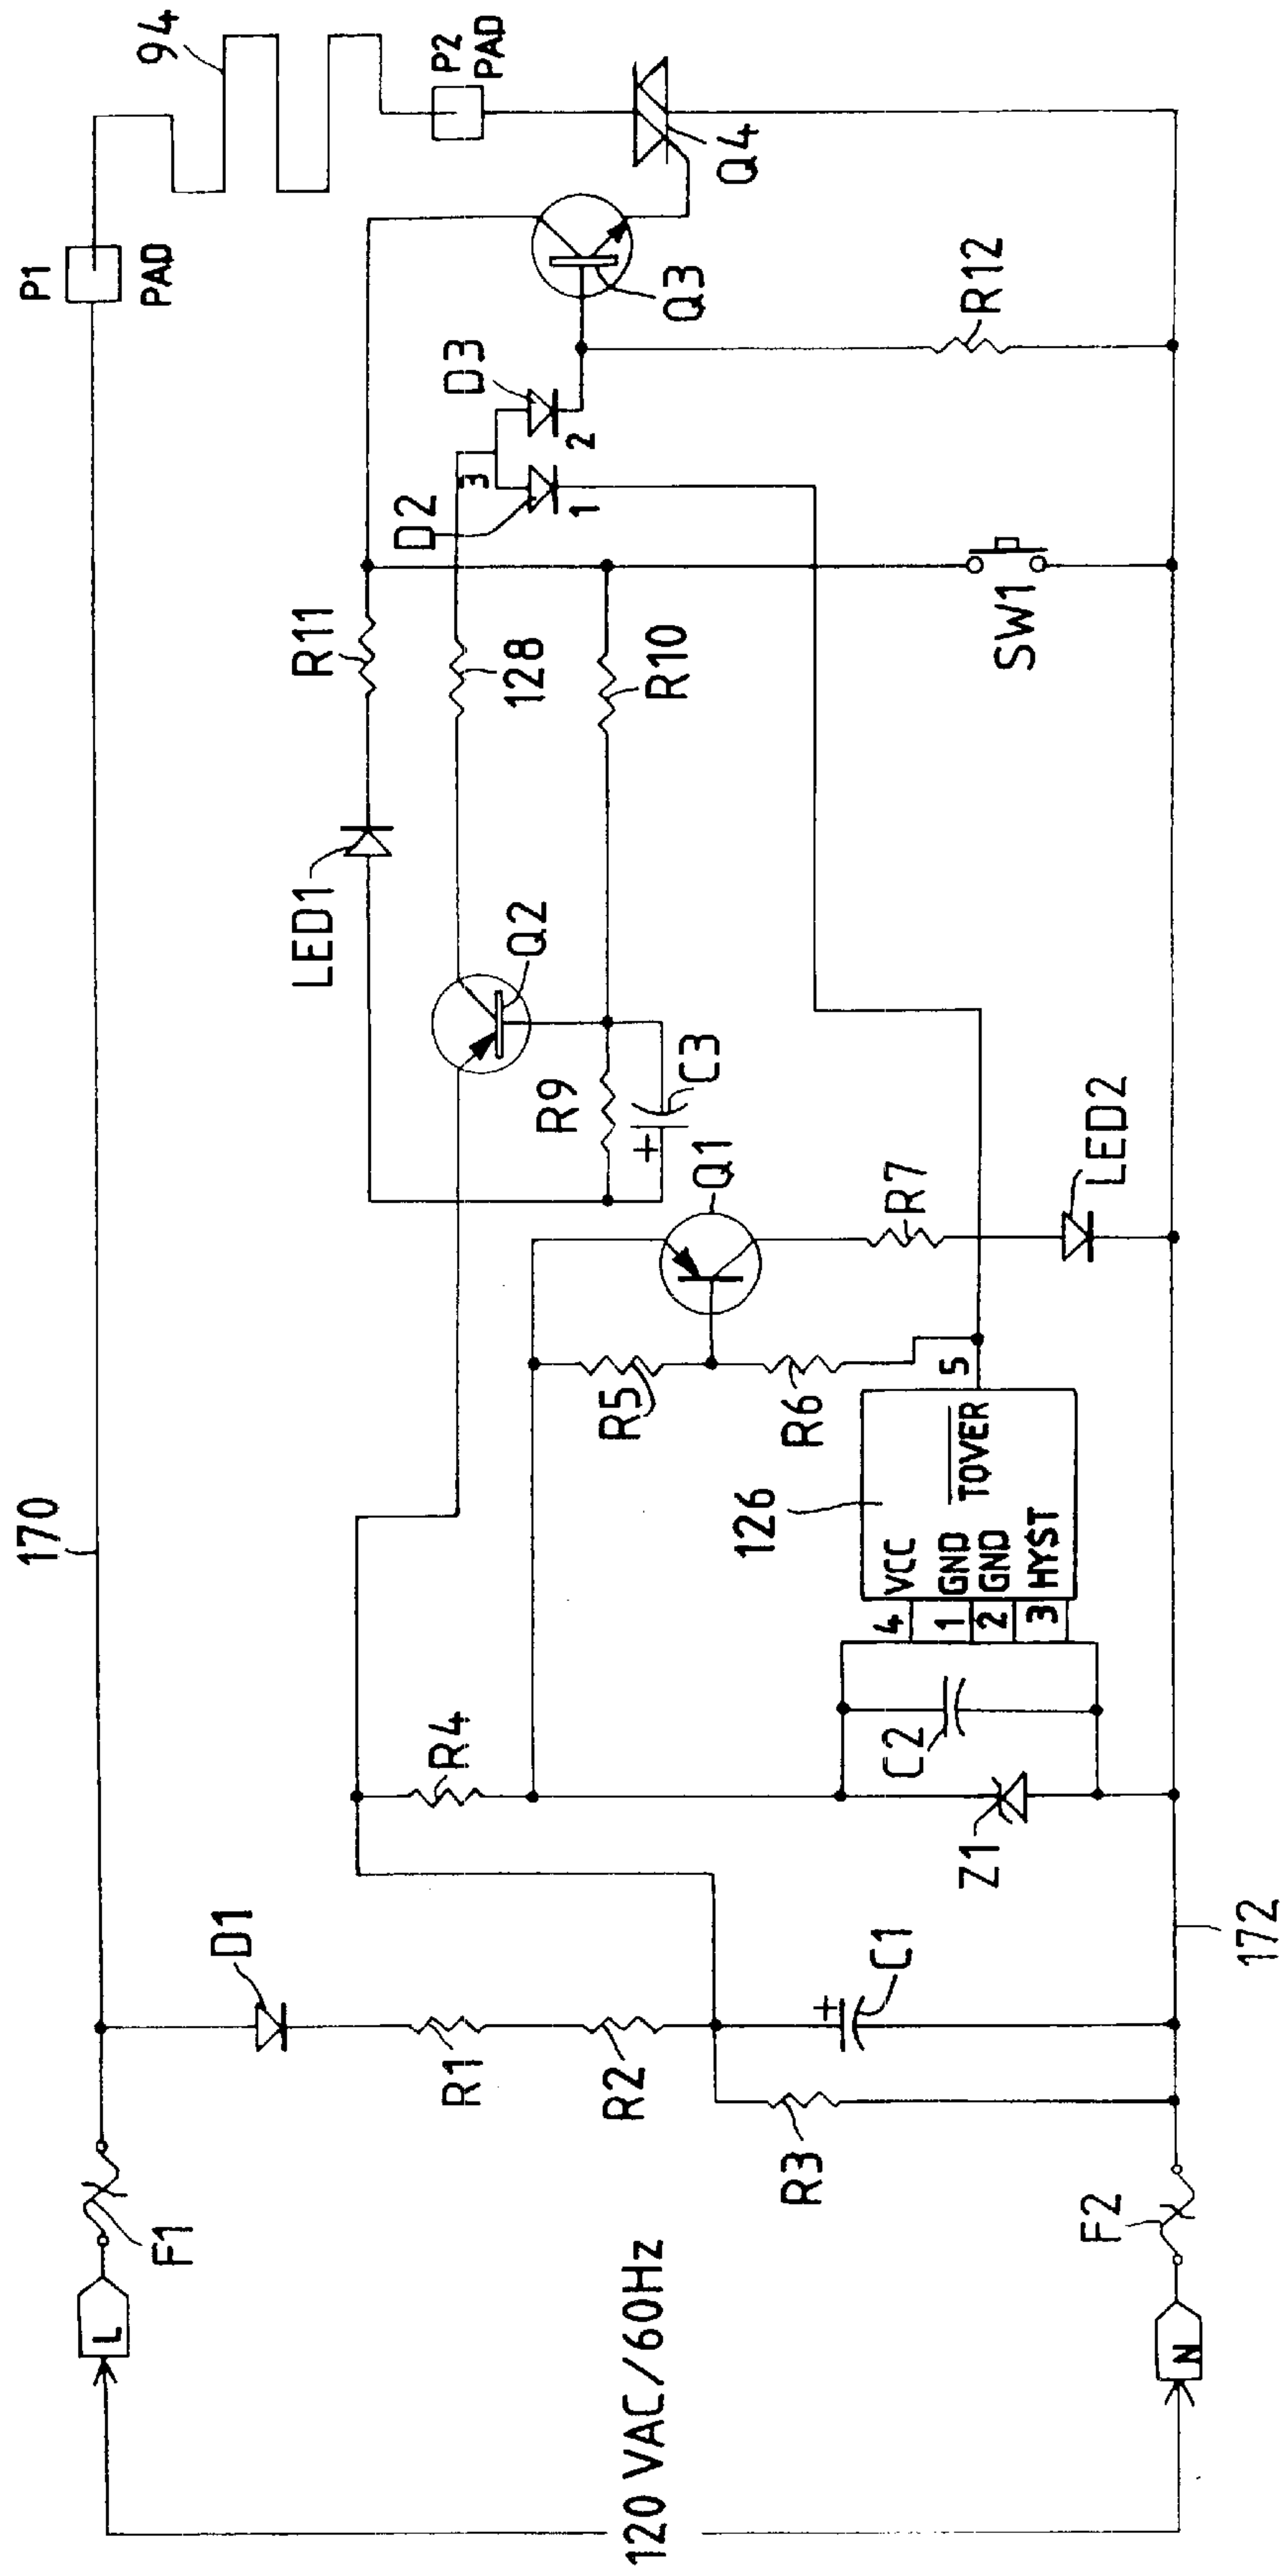 170
P1
PAD
94
P2
PAD
L
F1
D1
R1
R2
R3
C1
120 VAC/60Hz
N
F2
172
R4
Z1
C2
126
4
VCC
1
GND
2
GND
3
HYST
TOVER
5
R5
R6
Q1
R7
LED2
R9
C3
Q2
LED1
R11
128
R10
D2
3
D3
1
2
Q3
Q4
R12
SW1